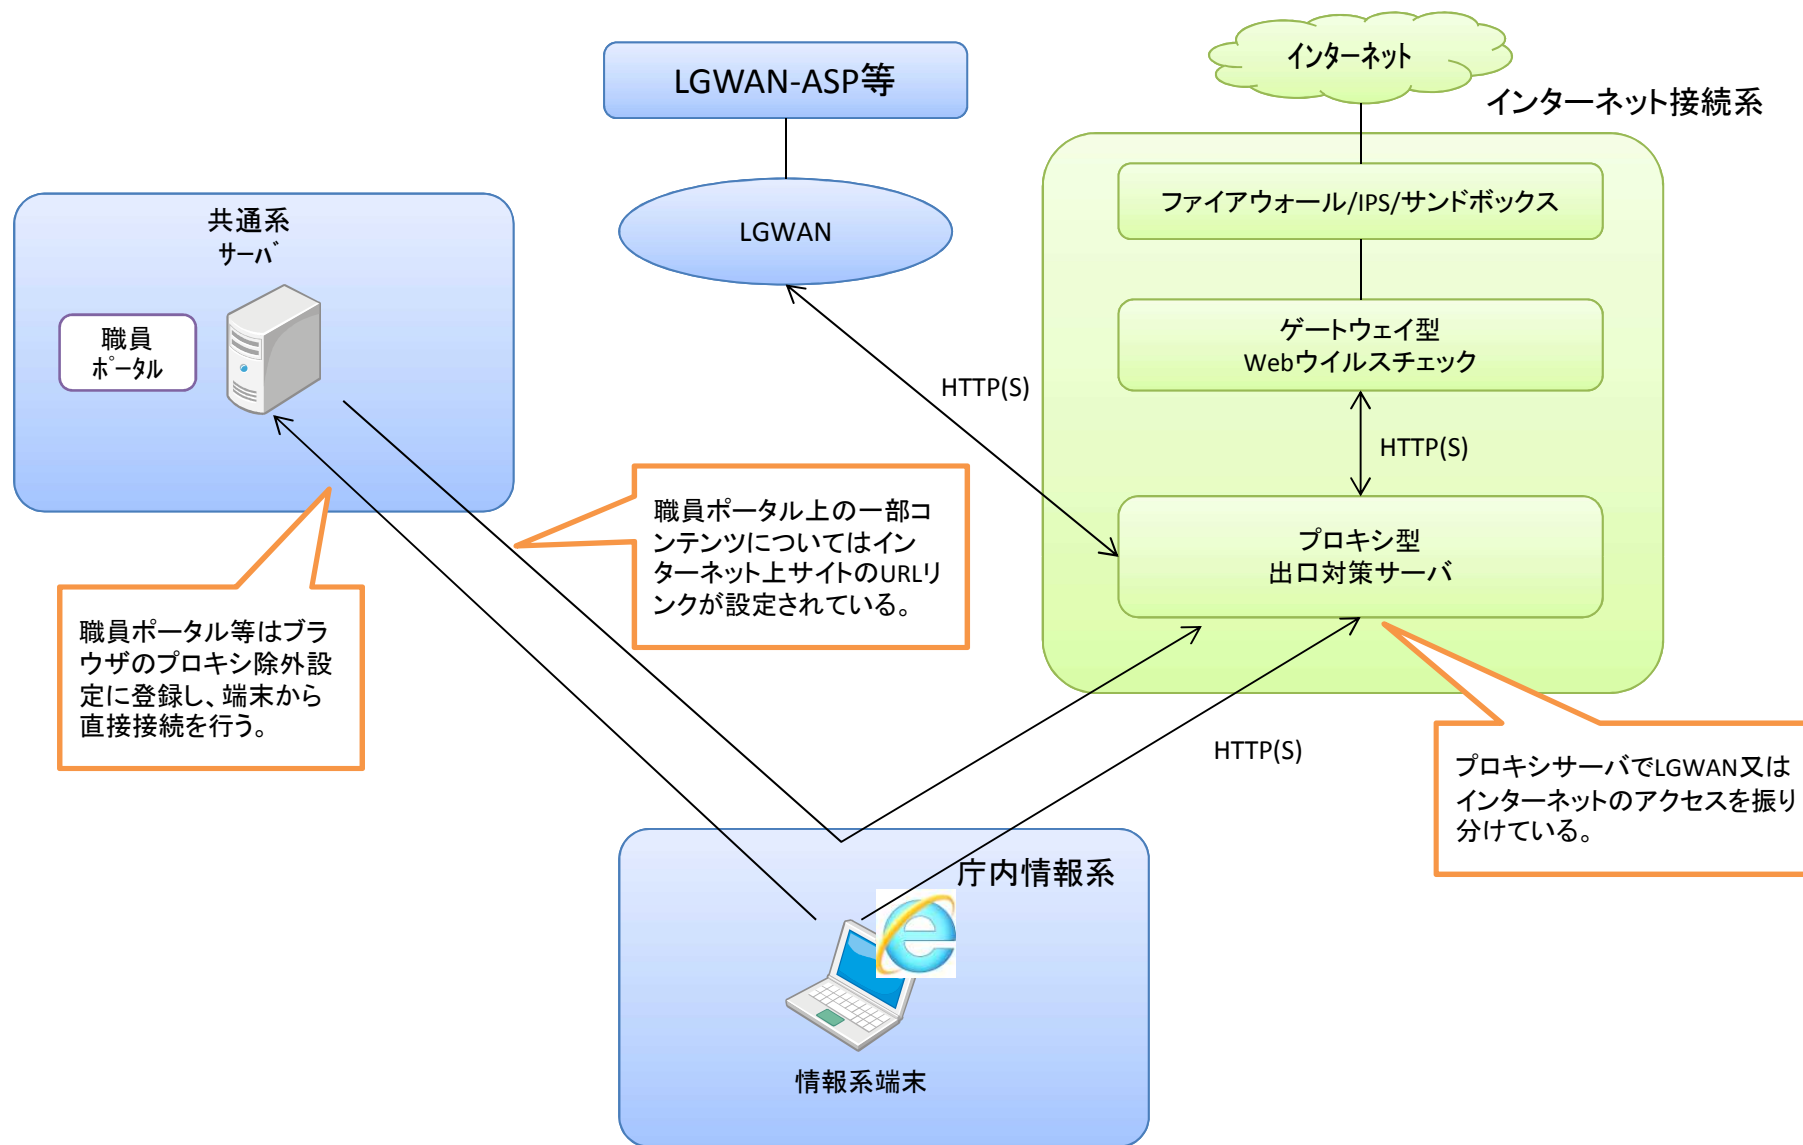 インターネット
LGWAN-ASP等
インターネット接続系
ファイアウォール/IPS/サンドボックス
共通系
サーバ
LGWAN
職員
ポータル
ゲートウェイ型
Webウイルスチェック
HTTP(S)
HTTP(S)
職員ポータル上の一部コ
ンテンツについてはイン
ターネット上サイトのURLリ
ンクが設定されている。
プロキシ型
出口対策サーバ
職員ポータル等はブラ
ウザのプロキシ除外設
定に登録し、端末から
直接接続を行う。
HTTP(S)
プロキシサーバでLGWAN又は
インターネットのアクセスを振り
分けている。
庁内情報系
情報系端末